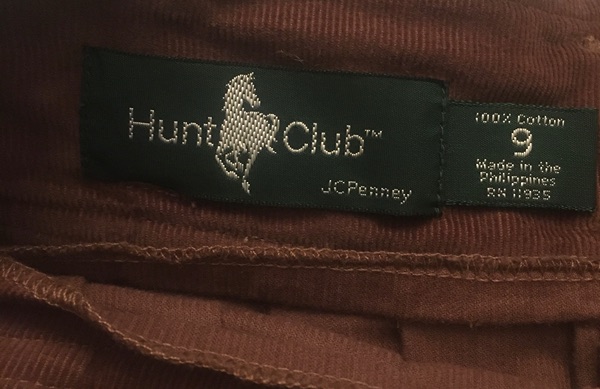 Hunt Club™
JCPenney
100% Cotton
9
Made in the
Philippines
RN 11935